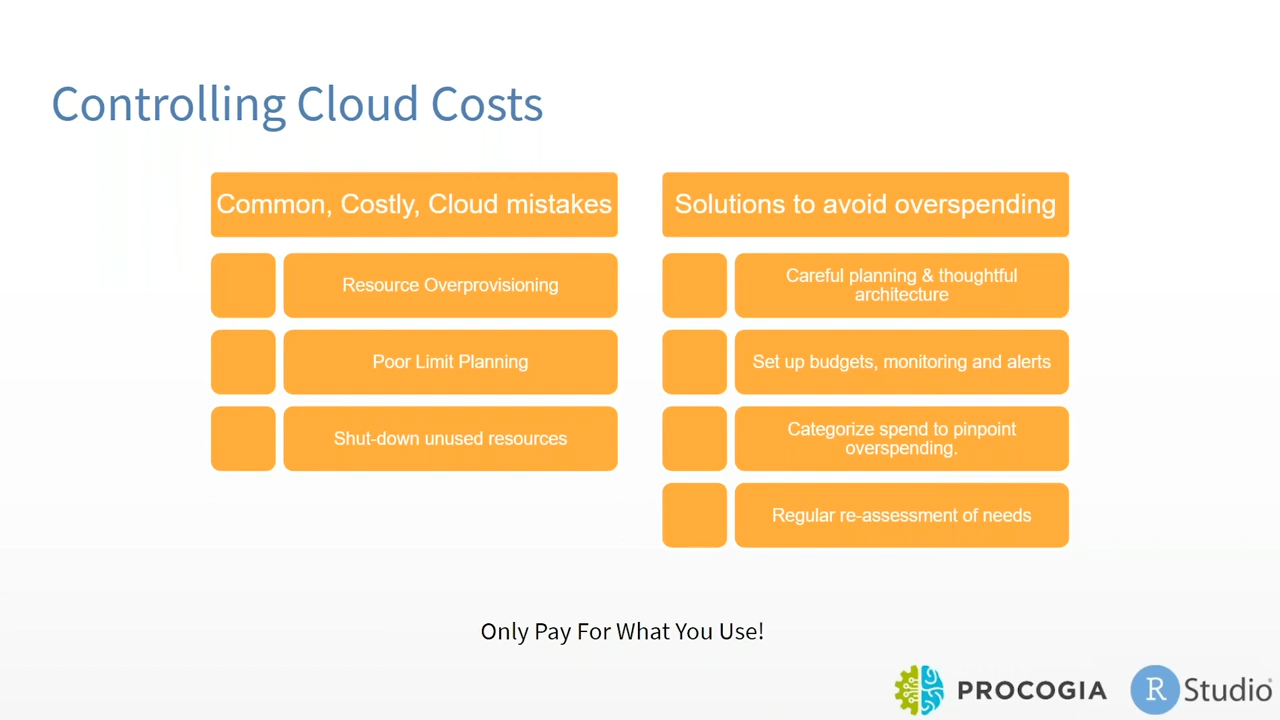 Controlling Cloud Costs
Common, Costly, Cloud mistakes
Resource Overprovisioning
Poor Limit Planning
Shut-down unused resources
Solutions to avoid overspending
Careful planning & thoughtful
architecture
Set up budgets, monitoring and alerts
Categorize spend to pinpoint
overspending.
Regular re-assessment of needs
Only Pay For What You Use!
PROCOGIA
R Studio